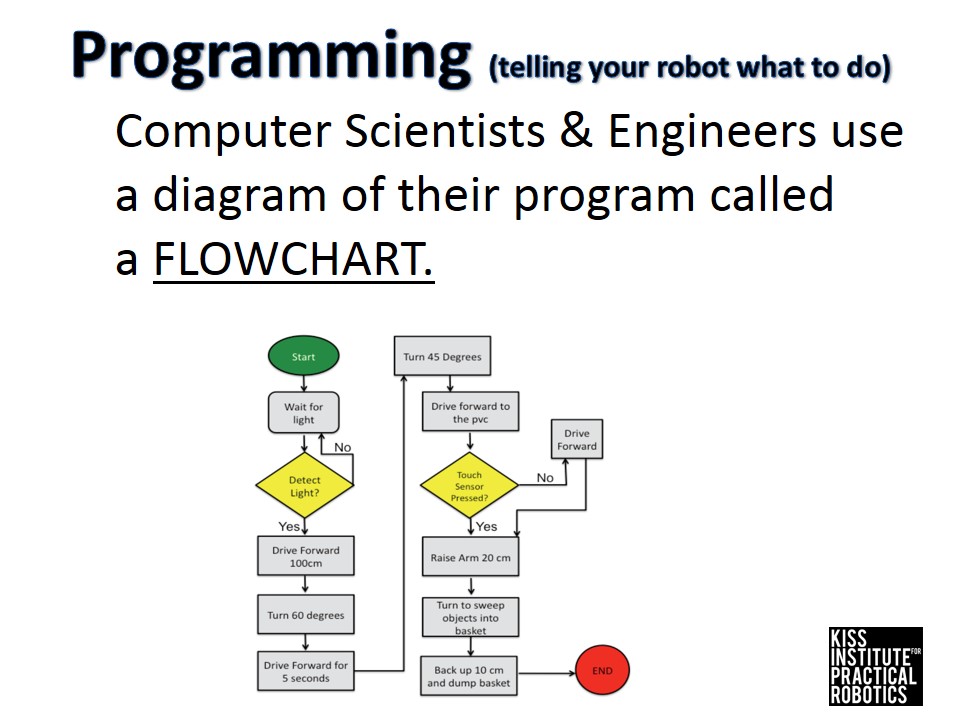 Programming (telling your robot what to do)
Computer Scientists & Engineers use
a diagram of their program called
a FLOWCHART.
Start
Wait for
light
No
Detect
Light?
Yes
Drive Forward
100cm
Turn 60 degrees
Drive Forward for
5 seconds
Turn 45 Degrees
Drive forward to
the pvc
Touch
Sensor
Pressed?
No
Drive
Forward
Yes
Raise Arm 20 cm
Turn to sweep
objects into
basket
Back up 10 cm
and dump basket
END
KISS
INSTITUTE FOR
PRACTICAL
ROBOTICS